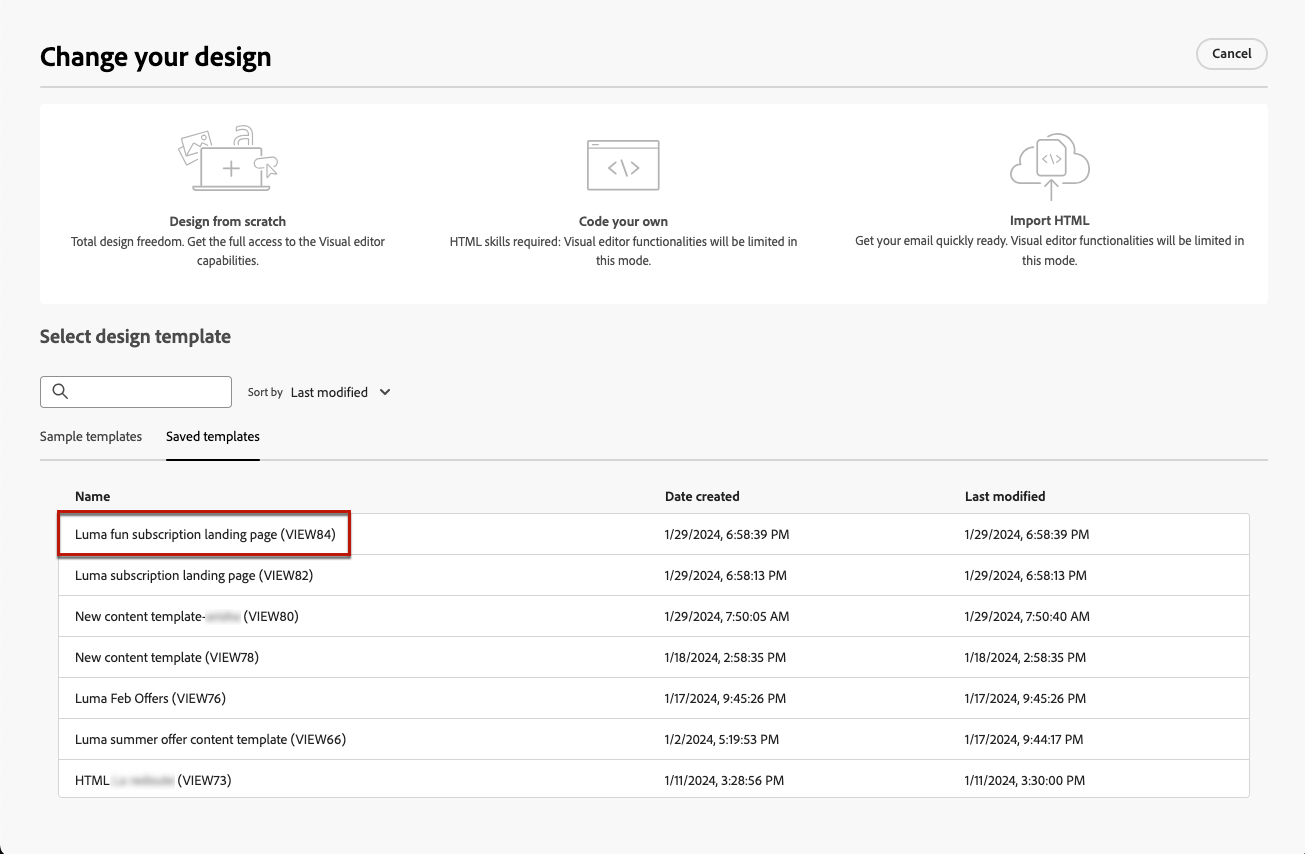 Change your design
Cancel
Design from scratch
Total design freedom. Get the full access to the Visual editor
capabilities.
Code your own
HTML skills required: Visual editor functionalities will be limited in
this mode.
Import HTML
Get your email quickly ready. Visual editor functionalities will be limited in
this mode.
Select design template
Sort by Last modified
Sample templates Saved templates
Name Date created Last modified
Luma fun subscription landing page (VIEW84) 1/29/2024, 6:58:39 PM 1/29/2024, 6:58:39 PM
Luma subscription landing page (VIEW82) 1/29/2024, 6:58:13 PM 1/29/2024, 6:58:13 PM
New content template- (VIEW80) 1/29/2024, 7:50:05 AM 1/29/2024, 7:50:40 AM
New content template (VIEW78) 1/18/2024, 2:58:35 PM 1/18/2024, 2:58:35 PM
Luma Feb Offers (VIEW76) 1/17/2024, 9:45:26 PM 1/17/2024, 9:45:26 PM
Luma summer offer content template (VIEW66) 1/2/2024, 5:19:53 PM 1/17/2024, 9:44:17 PM
HTML (VIEW73) 1/11/2024, 3:28:56 PM 1/11/2024, 3:30:00 PM